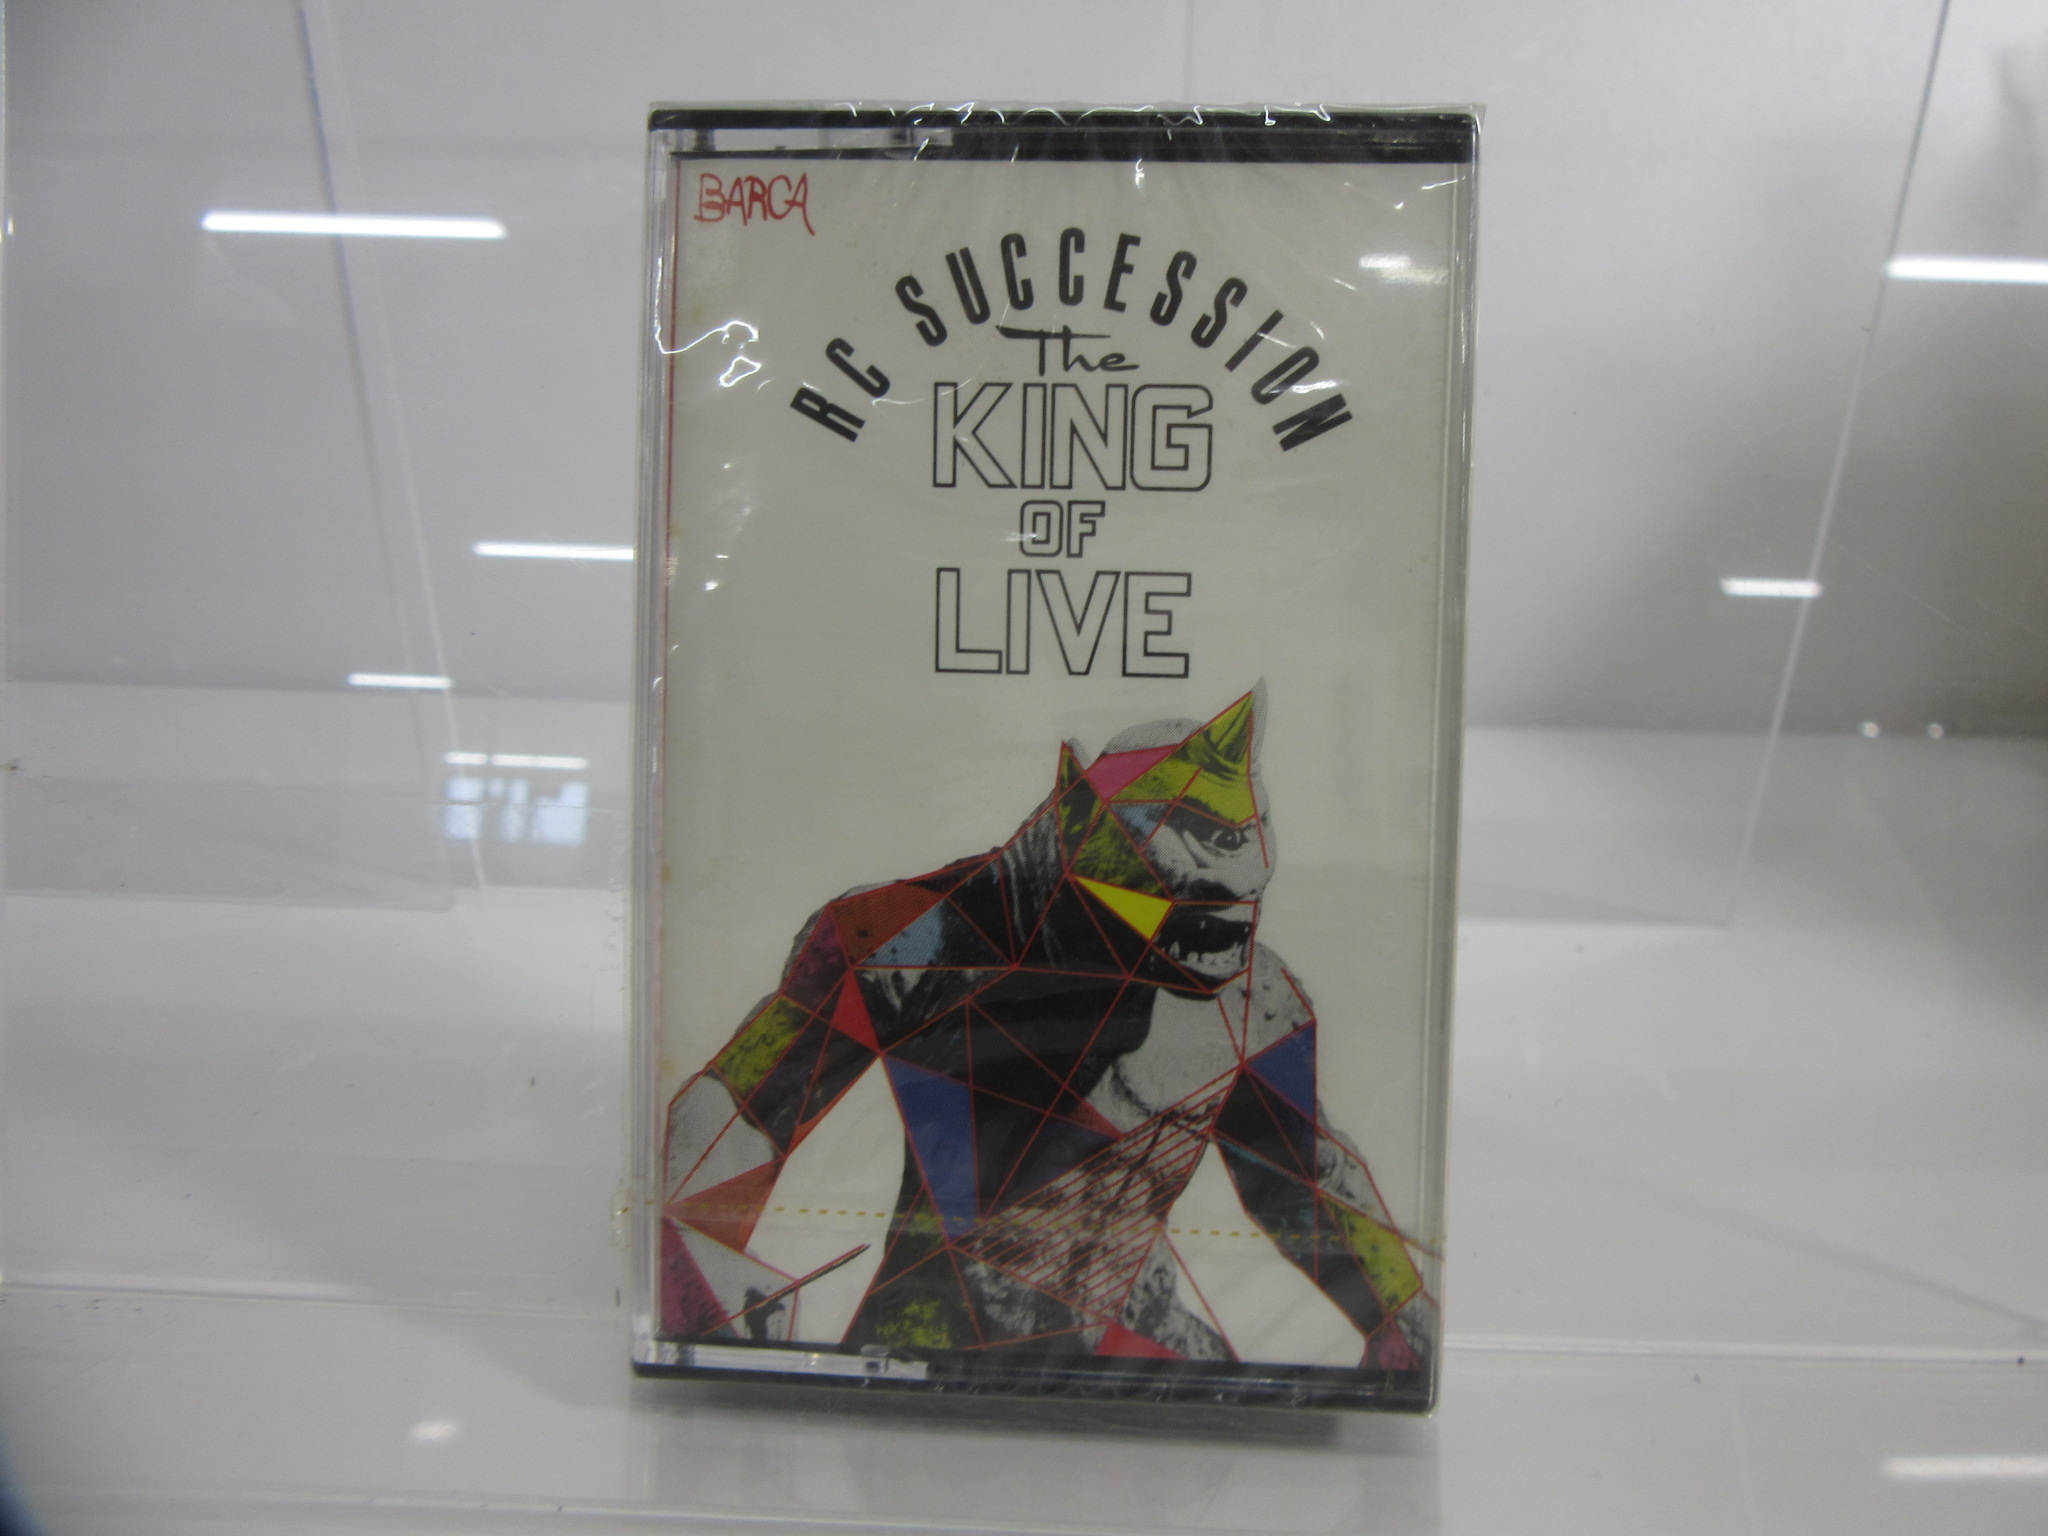 BARCA
RC SUCCESSION
The
KING
OF
LIVE